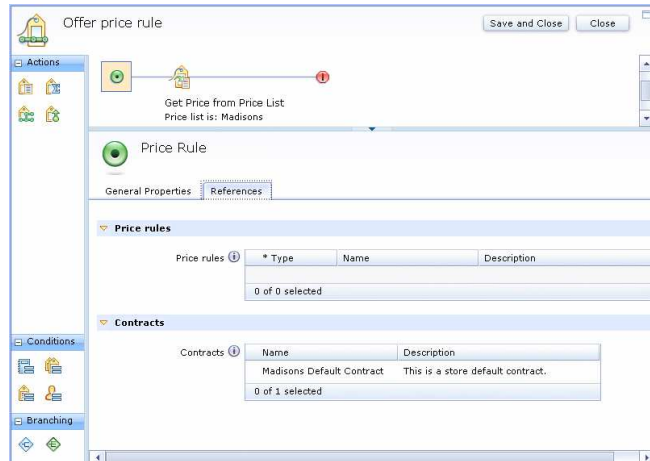 Offer price rule
Save and Close
Close
Actions
Get Price from Price List
Price list is: Madisons
Price Rule
General Properties
References
Price rules
Price rules
* Type Name Description
0 of 0 selected
Contracts
Contracts
Name Description
Madisons Default Contract This is a store default contract.
0 of 1 selected
Conditions
Branching